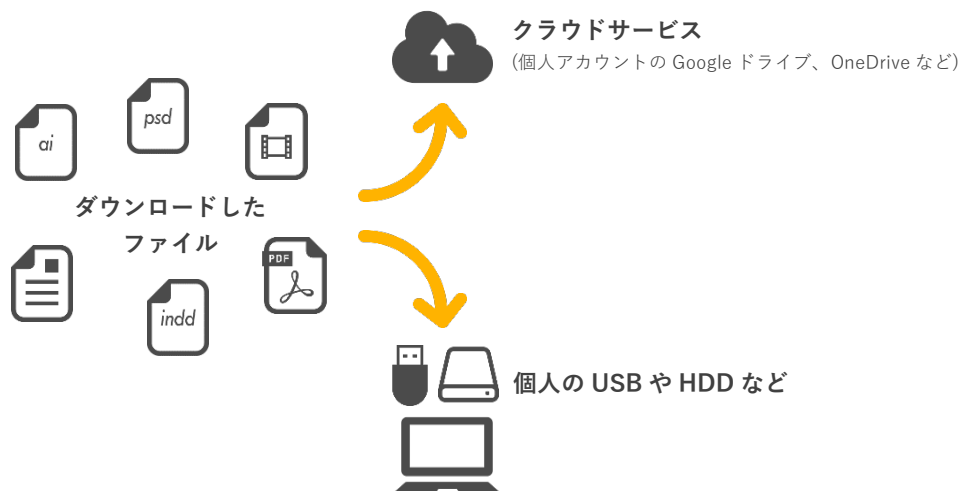 クラウドサービス
(個人アカウントの Google ドライブ、OneDrive など)
ai
psd
ダウンロードした
ファイル
PDF
indd
個人の USB や HDD など